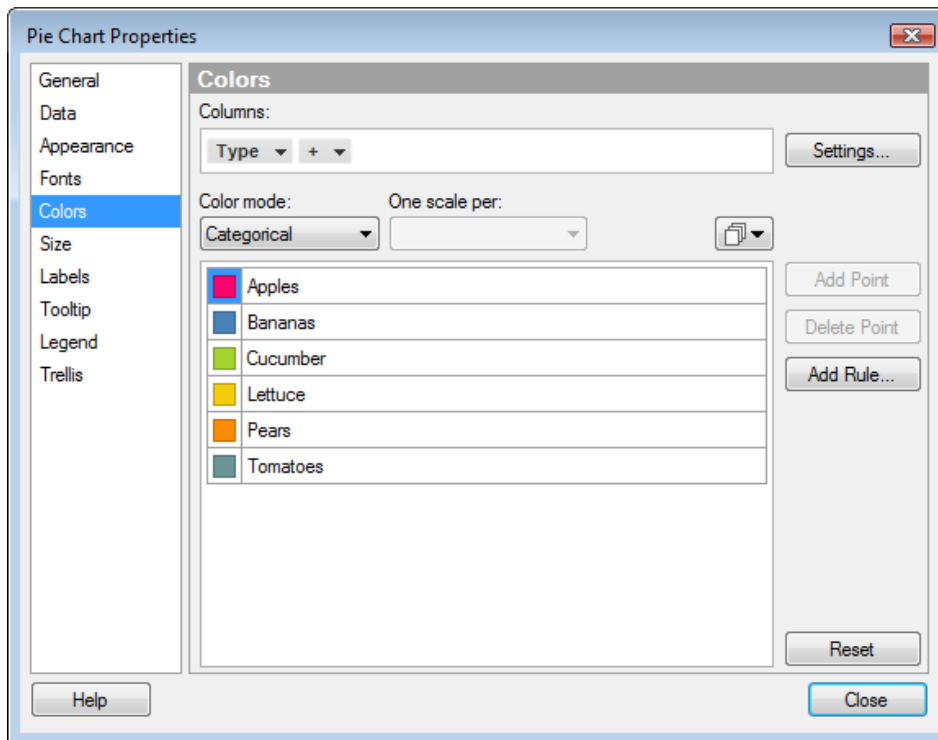 Pie Chart Properties
General
Data
Appearance
Fonts
Colors
Size
Labels
Tooltip
Legend
Trellis
Colors
Columns:
Type +
Settings...
Color mode: One scale per:
Categorical
Apples
Bananas
Cucumber
Lettuce
Pears
Tomatoes
Add Point
Delete Point
Add Rule...
Reset
Help Close